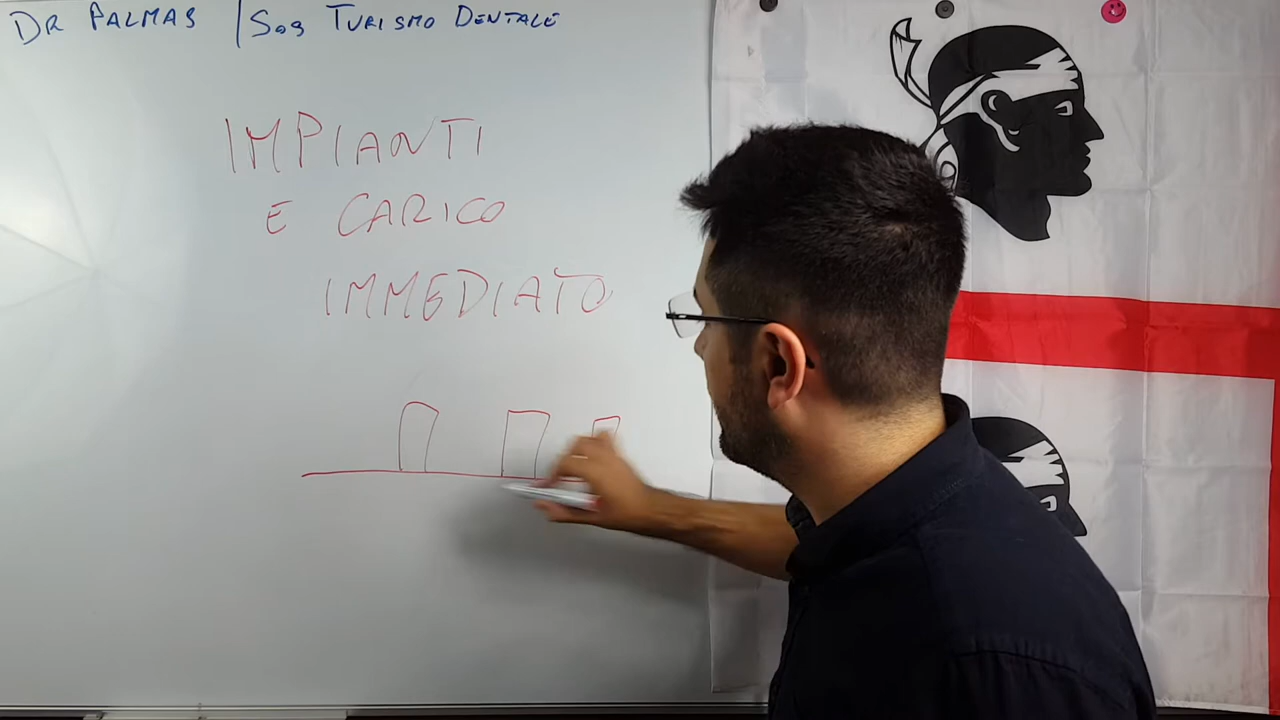 DR PALMAS | SOS TURISMO DENTALE
IMPIANTI
E CARICO
IMMEDIATO